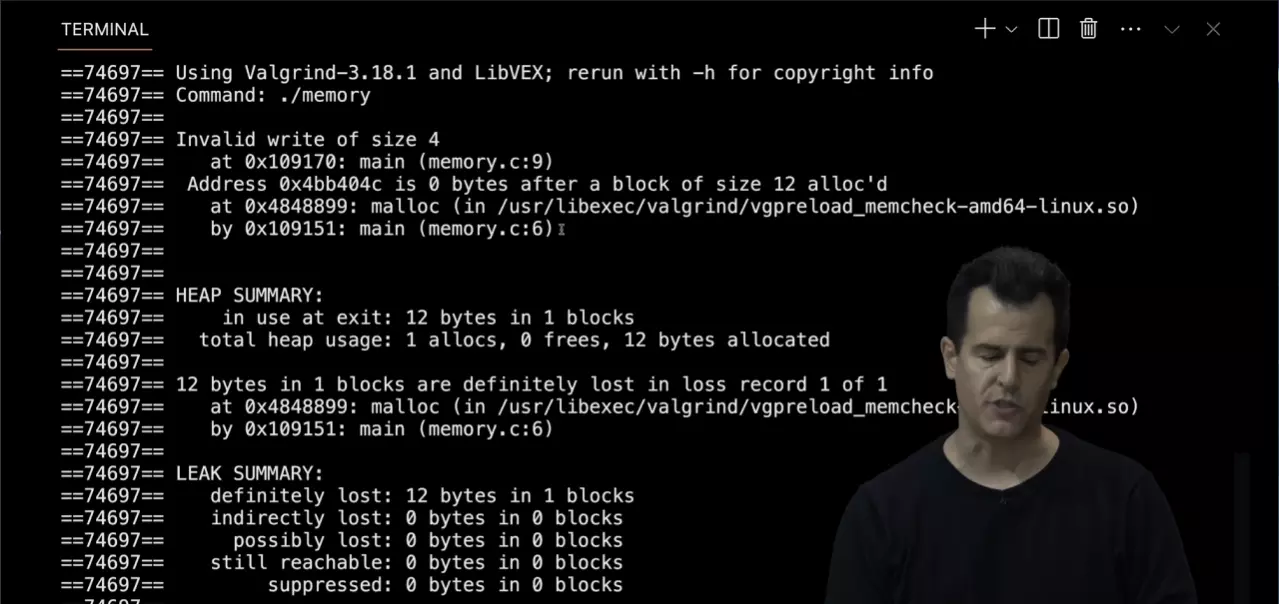 TERMINAL
==74697== Using Valgrind-3.18.1 and LibVEX; rerun with -h for copyright info
==74697== Command: ./memory
==74697==
==74697== Invalid write of size 4
==74697==    at 0x109170: main (memory.c:9)
==74697==  Address 0x4bb404c is 0 bytes after a block of size 12 alloc'd
==74697==    at 0x4848899: malloc (in /usr/libexec/valgrind/vgpreload_memcheck-amd64-linux.so)
==74697==    by 0x109151: main (memory.c:6)
==74697==
==74697==
==74697== HEAP SUMMARY:
==74697==     in use at exit: 12 bytes in 1 blocks
==74697==   total heap usage: 1 allocs, 0 frees, 12 bytes allocated
==74697==
==74697== 12 bytes in 1 blocks are definitely lost in loss record 1 of 1
==74697==    at 0x4848899: malloc (in /usr/libexec/valgrind/vgpreload_memcheck- linux.so)
==74697==    by 0x109151: main (memory.c:6)
==74697==
==74697== LEAK SUMMARY:
==74697==    definitely lost: 12 bytes in 1 blocks
==74697==    indirectly lost: 0 bytes in 0 blocks
==74697==      possibly lost: 0 bytes in 0 blocks
==74697==    still reachable: 0 bytes in 0 blocks
==74697==         suppressed: 0 bytes in 0 blocks